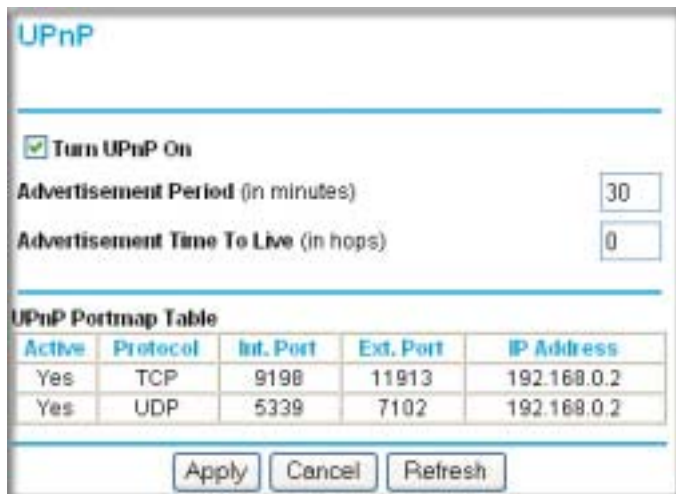 UPnP
Turn UPnP On
Advertisement Period (in minutes) 30
Advertisement Time To Live (in hops) 0
UPnP Portmap Table
Active Protocol Int. Port Ext. Port IP Address
Yes TCP 9198 11913 192.168.0.2
Yes UDP 5339 7102 192.168.0.2
Apply Cancel Refresh